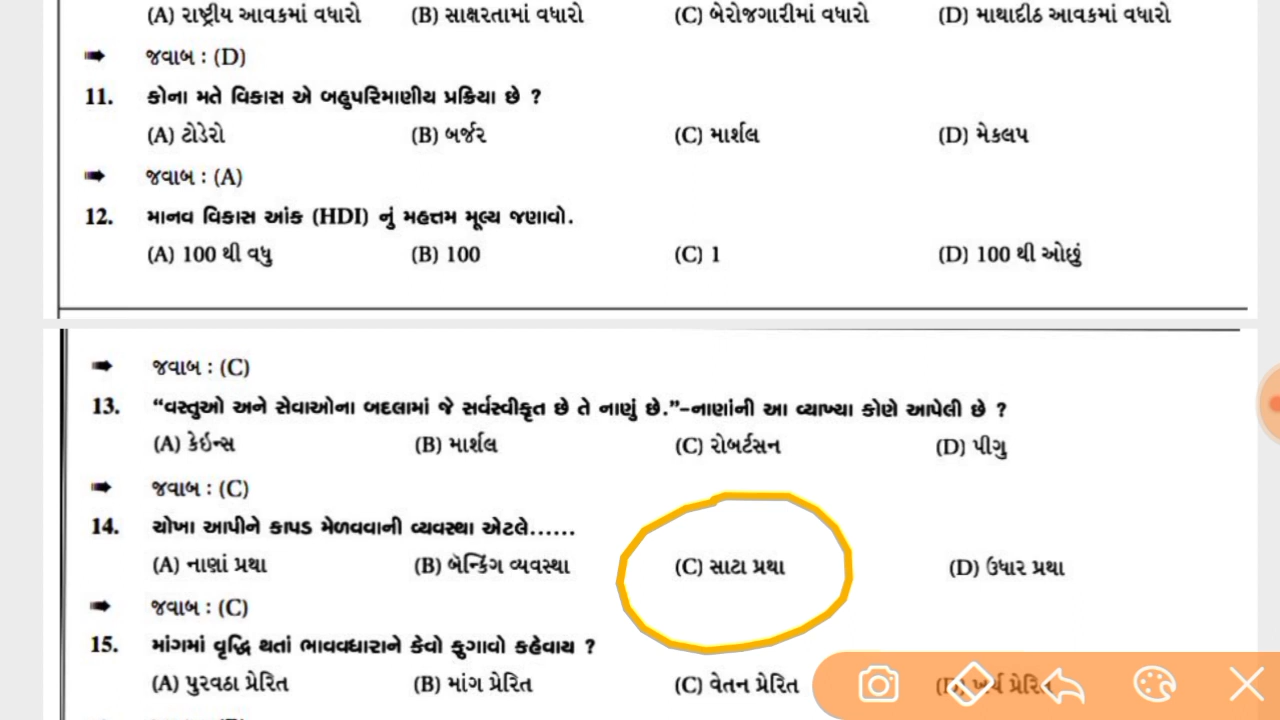 (A) રાષ્ટ્રીય આવકમાં વધારો (B) સાક્ષરતામાં વધારો (C) બેરોજગારીમાં વધારો (D) માથાદીઠ આવકમાં વધારો
➠ જવાબ : (D)
11. કોના મતે વિકાસ એ બહુપરિમાણીય પ્રક્રિયા છે ?
(A) ટોડેરો (B) બર્જર (C) માર્શલ (D) મેકલપ
➠ જવાબ : (A)
12. માનવ વિકાસ આંક (HDI) નું મહત્તમ મૂલ્ય જણાવો.
(A) 100 થી વધુ (B) 100 (C) 1 (D) 100 થી ઓછું
➠ જવાબ : (C)
13. “વસ્તુઓ અને સેવાઓના બદલામાં જે સર્વસ્વીકૃત છે તે નાણું છે.”-નાણાંની આ વ્યાખ્યા કોણે આપેલી છે ?
(A) કેઇન્સ (B) માર્શલ (C) રોબર્ટસન (D) પીગુ
➠ જવાબ : (C)
14. ચોખા આપીને કાપડ મેળવવાની વ્યવસ્થા એટલે......
(A) નાણાં પ્રથા (B) બૅન્કિંગ વ્યવસ્થા (C) સાટા પ્રથા (D) ઉધાર પ્રથા
➠ જવાબ : (C)
15. માંગમાં વૃદ્ધિ થતાં ભાવવધારાને કેવો ફુગાવો કહેવાય ?
(A) પુરવઠા પ્રેરિત (B) માંગ પ્રેરિત (C) વેતન પ્રેરિત (D) ખર્ચ પ્રેરિત